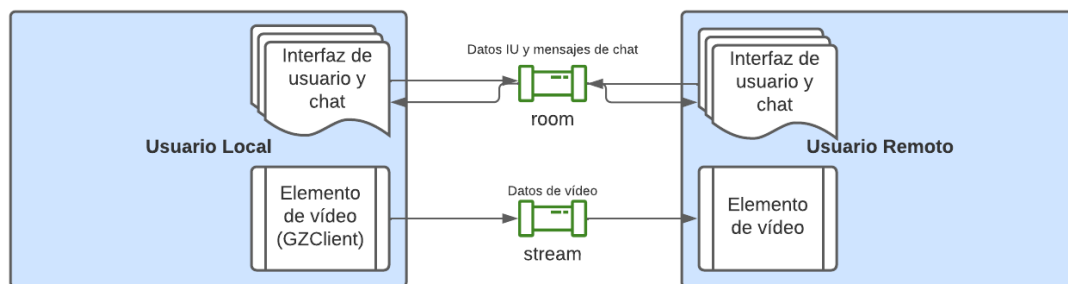 Interfaz de
usuario y
chat
Usuario Local
Elemento
de vídeo
(GZClient)
Datos IU y mensajes de chat
room
Datos de vídeo
stream
Interfaz de
usuario y
chat
Usuario Remoto
Elemento
de vídeo